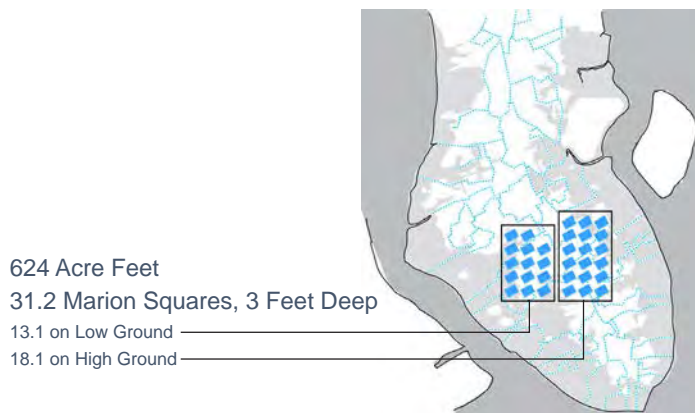 624 Acre Feet
31.2 Marion Squares, 3 Feet Deep
13.1 on Low Ground
18.1 on High Ground